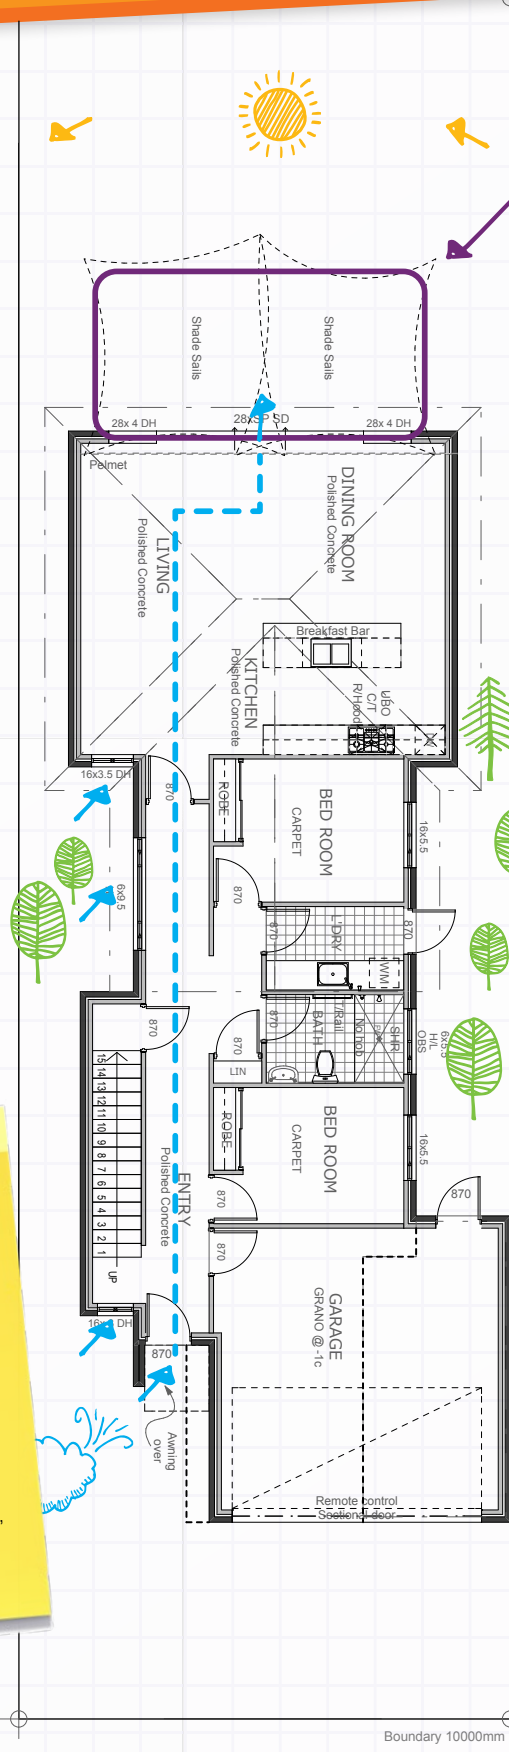 Shade Sails
Shade Sails
28x 4 DH
28x SP SD
28x 4 DH
Pelmet
DINING ROOM
Polished Concrete
LIVING
Polished Concrete
Breakfast Bar
KITCHEN
Polished Concrete
UBO
C/T
R/Hood
16x3.5 DH
870
ROBE
BED ROOM
CARPET
16x5.5
6x9.5
870
870
L'DRY
870
WM
870
870
870
T/Rail
BATH
No hob
SHR
6x5.5
H/L
OBS
LIN
15
14
13
12
11
10
9
8
7
6
5
4
3
2
1
UP
ROBE
BED ROOM
CARPET
16x5.5
ENTRY
Polished Concrete
870
870
870
GARAGE
GRANO @ -1c
DH
870
Awning
over
Remote control
Sectional door
Boundary 10000mm